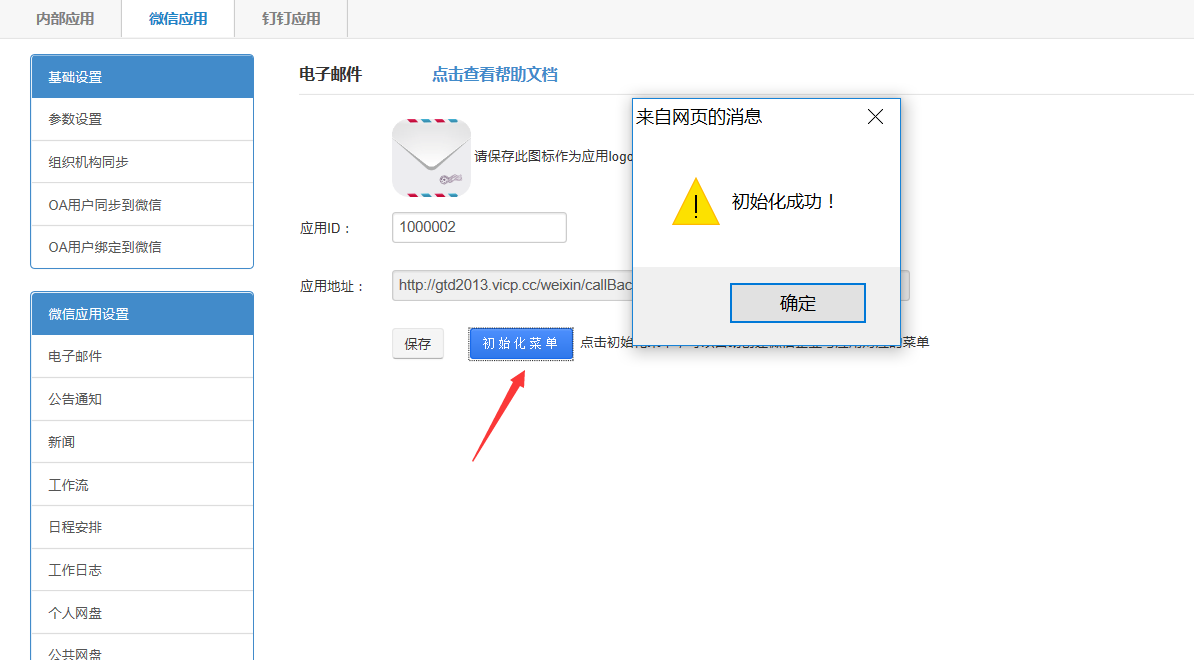 内部应用
微信应用
钉钉应用
基础设置
参数设置
组织机构同步
OA用户同步到微信
OA用户绑定到微信
微信应用设置
电子邮件
公告通知
新闻
工作流
日程安排
工作日志
个人网盘
公共网盘
电子邮件
点击查看帮助文档
请保存此图标作为应用logo
应用ID：
1000002
应用地址：
http://gtd2013.vicp.cc/weixin/callBac
保存
初始化菜单
点击初始
菜单
来自网页的消息
初始化成功！
确定